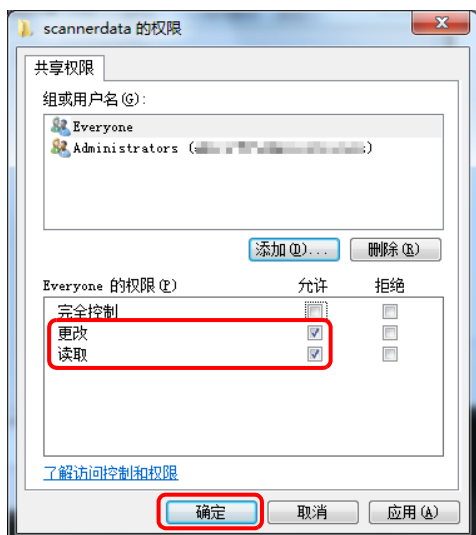 scannerdata 的权限
共享权限
组或用户名(G):
Everyone
Administrators (
添加(D)... 删除(R)
Everyone 的权限(P) 允许 拒绝
完全控制
更改
读取
了解访问控制和权限
确定 取消 应用(A)